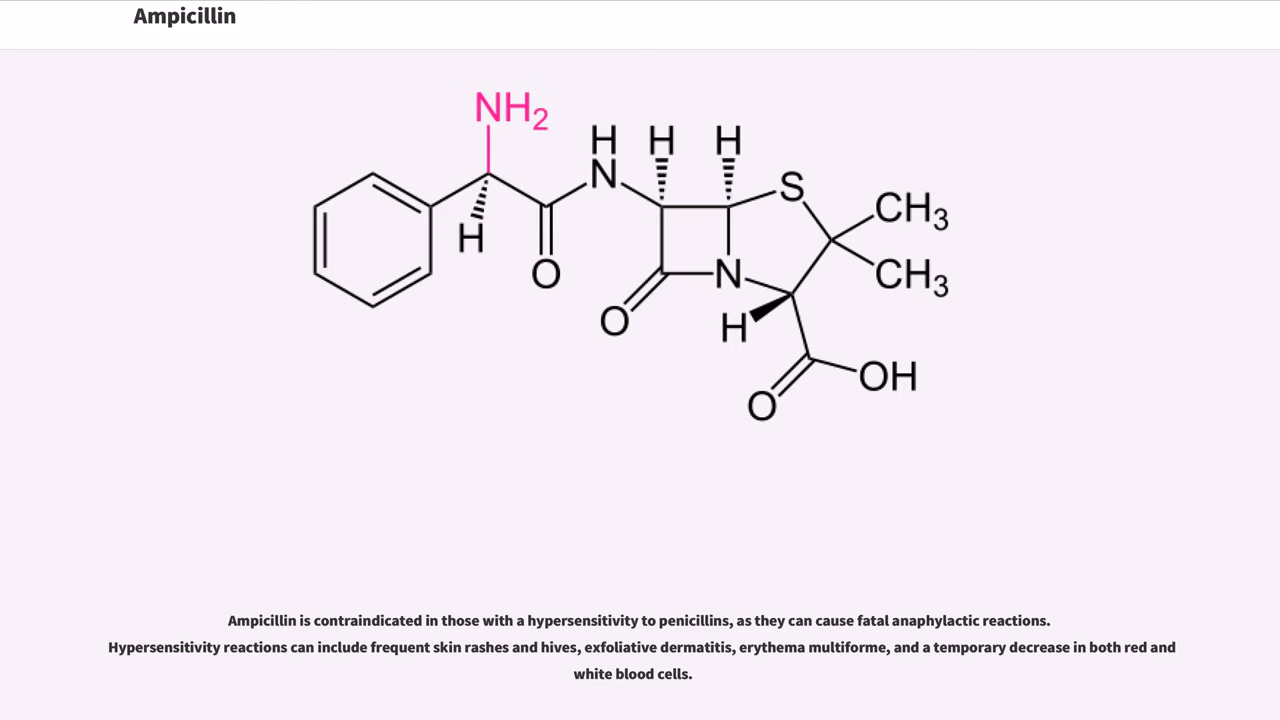 Ampicillin
NH2
H H H
N S CH3
H
O N CH3
O H
O OH
Ampicillin is contraindicated in those with a hypersensitivity to penicillins, as they can cause fatal anaphylactic reactions.
Hypersensitivity reactions can include frequent skin rashes and hives, exfoliative dermatitis, erythema multiforme, and a temporary decrease in both red and
white blood cells.